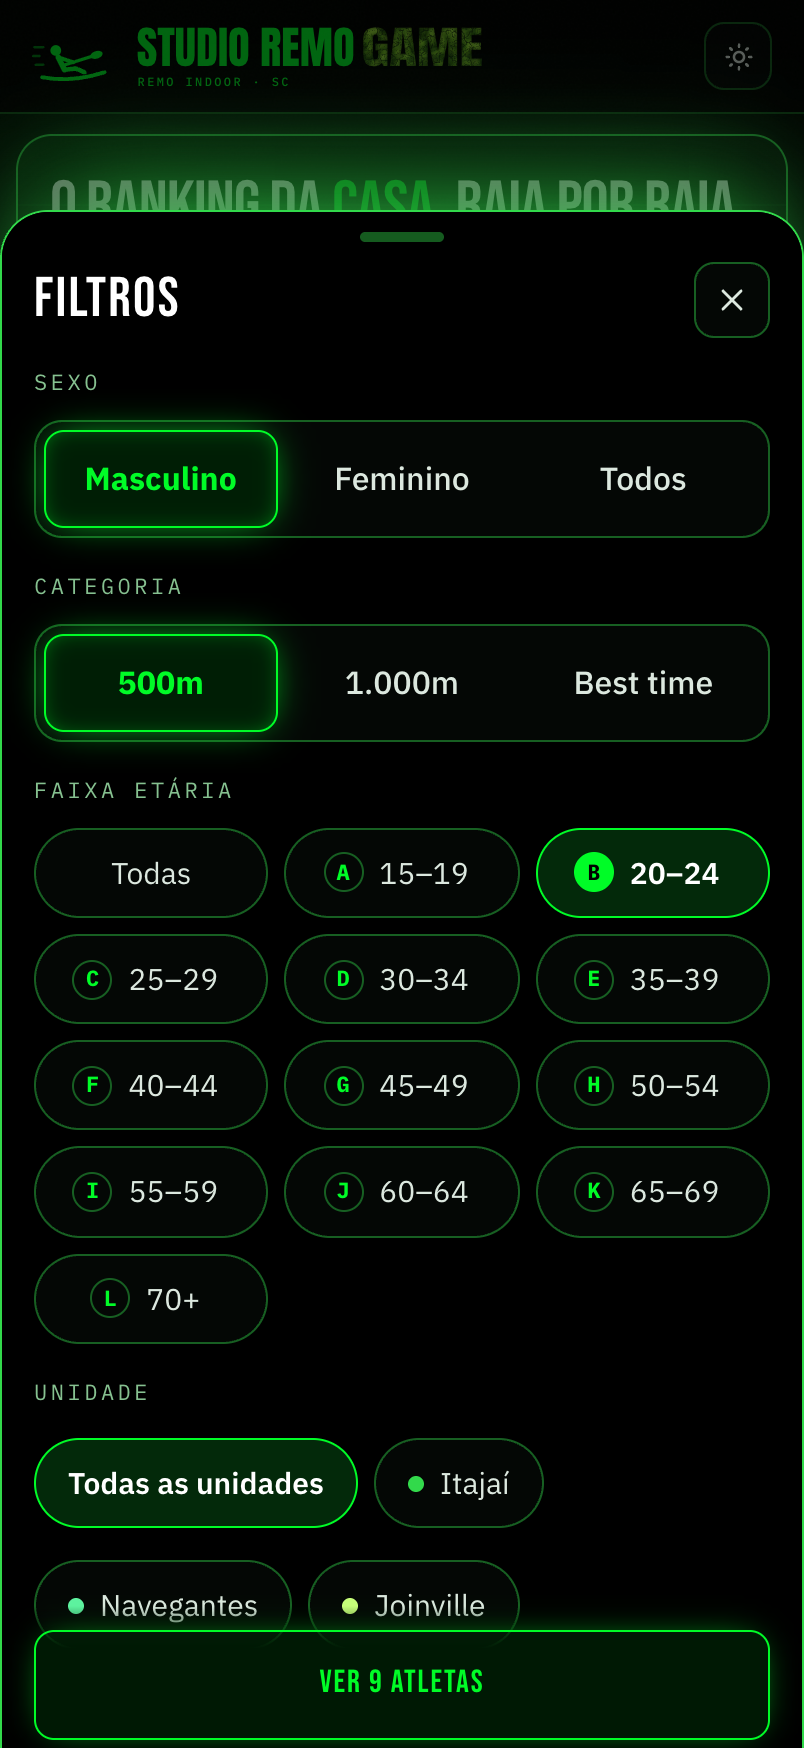 STUDIO REMO GAME
REMO INDOOR · SC
O RANKING DA CASA, RAIA POR RAIA
FILTROS
SEXO
Masculino Feminino Todos
CATEGORIA
500m 1.000m Best time
FAIXA ETÁRIA
Todas A 15–19 B 20–24
C 25–29 D 30–34 E 35–39
F 40–44 G 45–49 H 50–54
I 55–59 J 60–64 K 65–69
L 70+
UNIDADE
Todas as unidades Itajaí
Navegantes Joinville
VER 9 ATLETAS